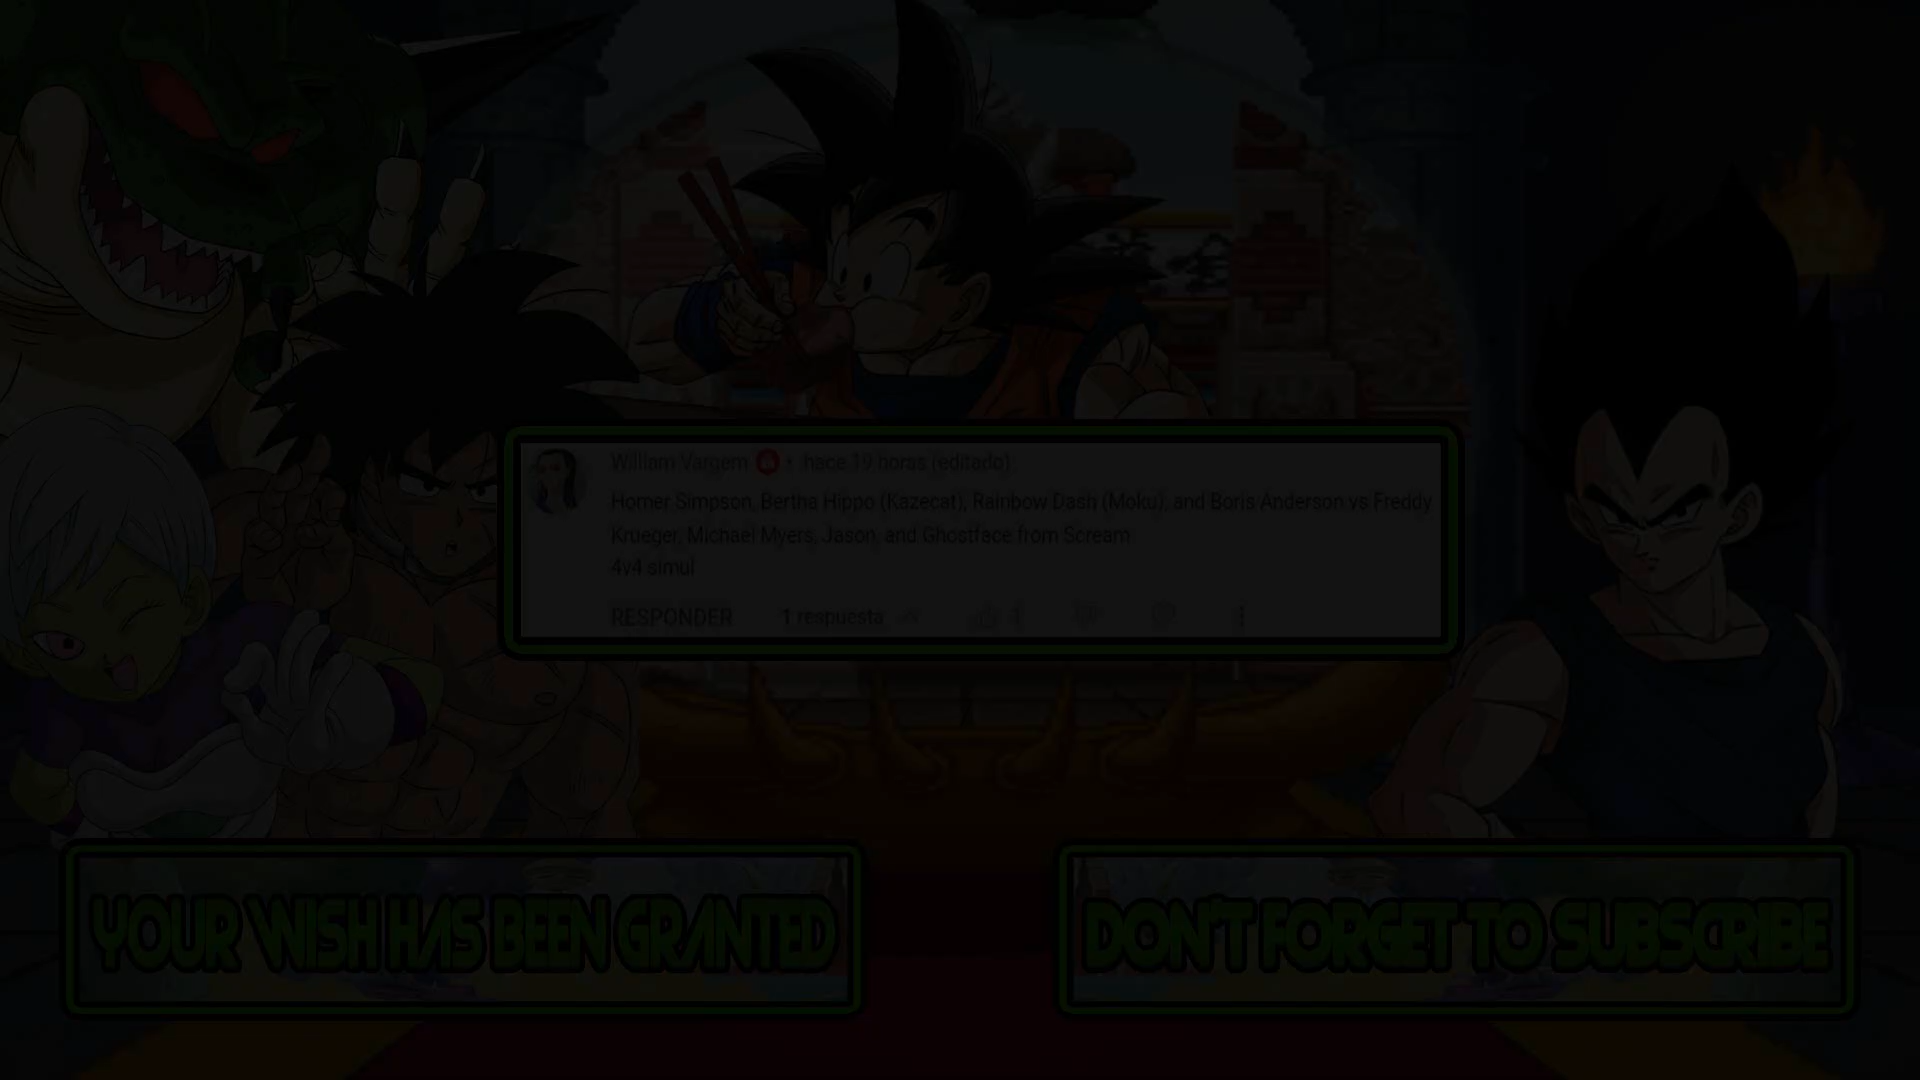 William Vargem • hace 19 horas (editado)
Homer Simpson, Bertha Hippo (Kazecat), Rainbow Dash (Moku), and Boris Anderson vs Freddy
Krueger, Michael Myers, Jason, and Ghostface from Scream
4v4 simul
RESPONDER 1 respuesta
YOUR WISH HAS BEEN GRANTED
DON'T FORGET TO SUBSCRIBE